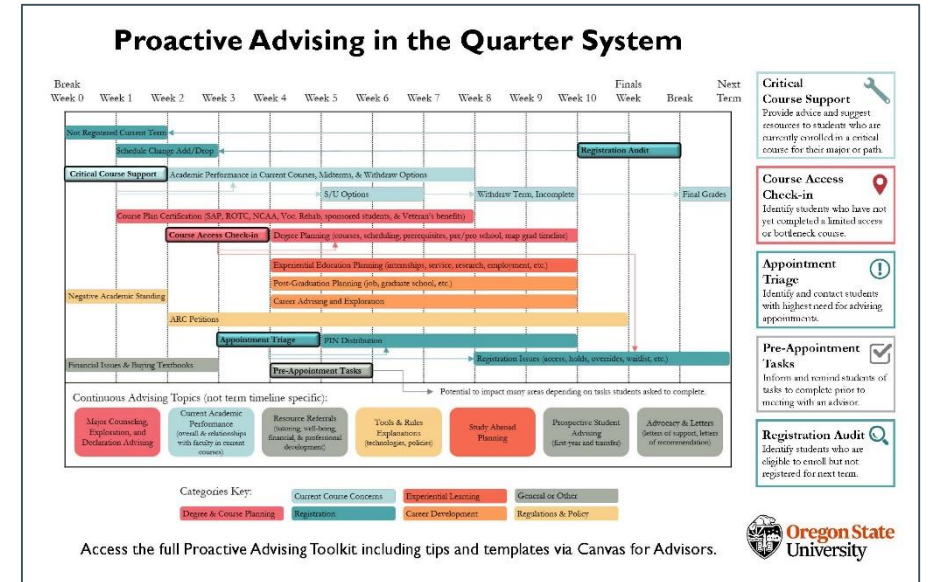 Proactive Advising in the Quarter System
Break
Week 0 Week 1 Week 2 Week 3 Week 4 Week 5 Week 6 Week 7 Week 8 Week 9 Week 10
Finals
Week
Break
Next
Term
Not Registered Current Term
Schedule Change Add/Drop
Registration Audit
Critical Course Support
Academic Performance in Current Courses, Midterms, & Withdraw Options
S/U Options
Withdraw Term, Incomplete
Final Grades
Course Plan Certification (SAP, ROTC, NCAA, Voc. Rehab, sponsored students, & Veteran's benefits)
Course Access Check-in
Degree Planning (courses, scheduling, prerequisites, pre/pro school, map grad timeline)
Experiential Education Planning (internships, service, research, employment, etc.)
Post-Graduation Planning (job, graduate school, etc.)
Negative Academic Standing
Career Advising and Exploration
ARC Petitions
Appointment Triage
PIN Distribution
Registration Issues (access, holds, overrides, waitlist, etc.)
Financial Issues & Buying Textbooks
Pre-Appointment Tasks
Potential to impact many areas depending on tasks students asked to complete.
Continuous Advising Topics (not term timeline specific):
Major Counseling,
Exploration, and
Declaration Advising
Current Academic
Performance
(overall & relationships
with faculty in current
courses)
Resource Referrals
(tutoring, well-being,
financial, & professional
development)
Tools & Rules
Explanations
(technologies, policies)
Study Abroad
Planning
Prospective Student
Advising
(first-year and transfer)
Advocacy & Letters
(letters of support, letters
of recommendation)
Categories Key:
Current Course Concerns
Experiential Learning
General or Other
Degree & Course Planning
Registration
Career Development
Regulations & Policy
Critical
Course Support
Provide advice and suggest
resources to students who are
currently enrolled in a critical
course for their major or path.
Course Access
Check-in
Identify students who have not
yet completed a limited access
or bottleneck course.
Appointment
Triage
Identify and contact students
with highest need for advising
appointments.
Pre-Appointment
Tasks
Inform and remind students of
tasks to complete prior to
meeting with an advisor.
Registration Audit
Identify students who are
eligible to enroll but not
registered for next term.
Access the full Proactive Advising Toolkit including tips and templates via Canvas for Advisors.
Oregon State
University